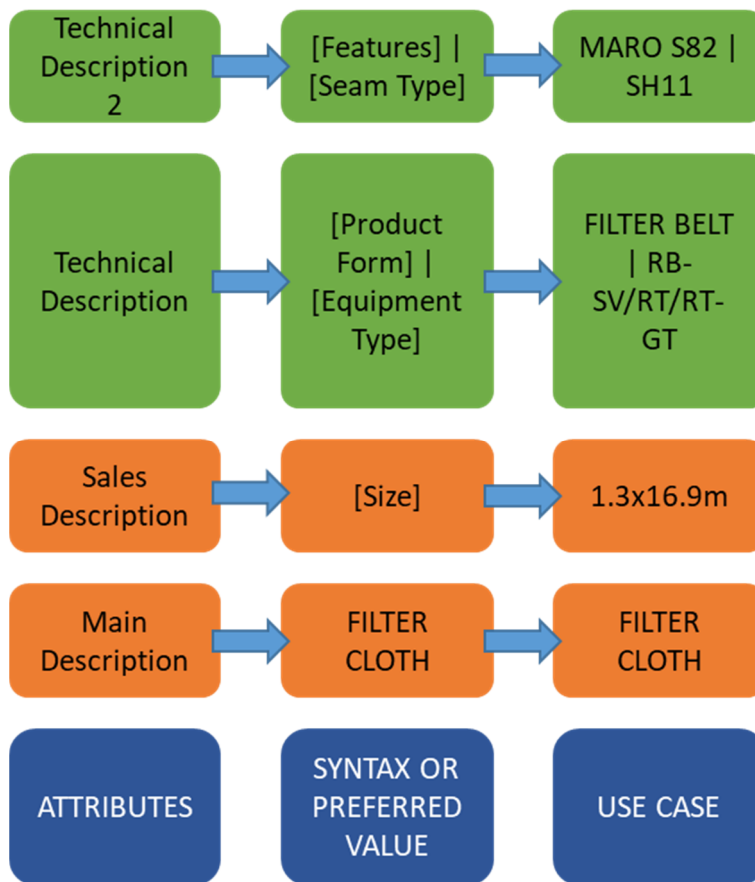 Technical
Description
2
[Features] |
[Seam Type]
MARO S82 |
SH11
Technical
Description
[Product
Form] |
[Equipment
Type]
FILTER BELT
| RB-
SV/RT/RT-
GT
Sales
Description
[Size]
1.3x16.9m
Main
Description
FILTER
CLOTH
FILTER
CLOTH
ATTRIBUTES
SYNTAX OR
PREFERRED
VALUE
USE CASE